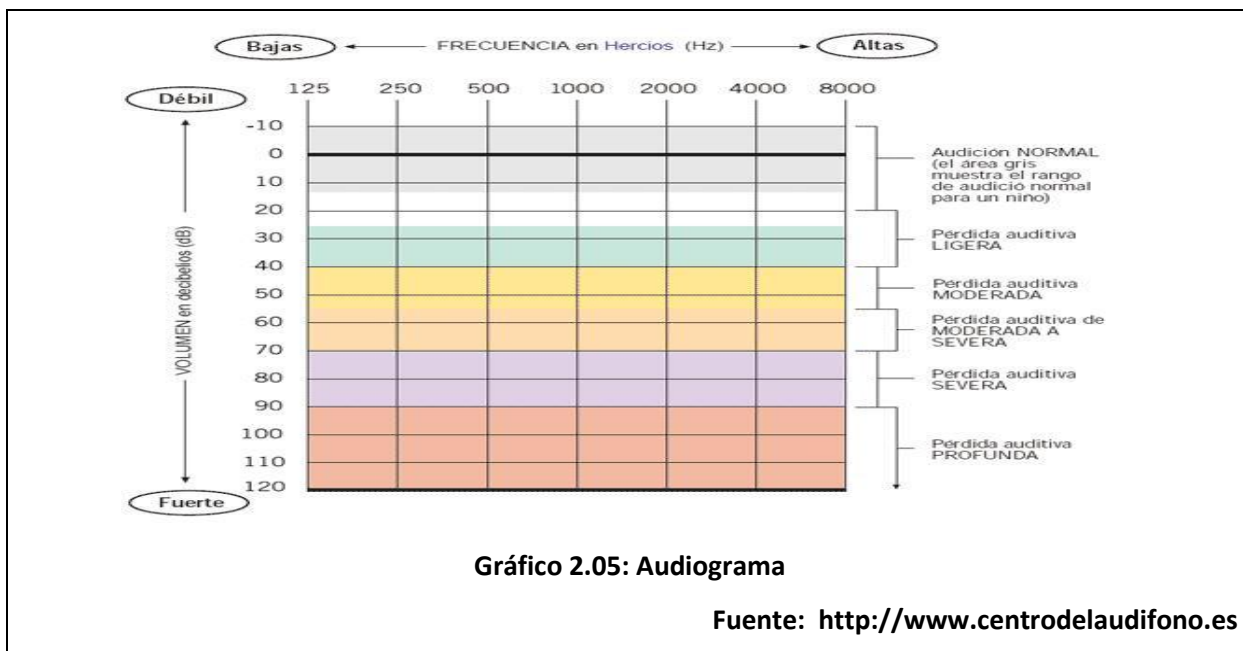 Bajas
FRECUENCIA en Hercios (Hz)
Altas
Débil
125 250 500 1000 2000 4000 8000
-10
0
10
20
30
40
50
60
70
80
90
100
110
120
VOLUMEN en decibelios (dB)
Fuerte
Audición NORMAL
(el área gris
muestra el rango
de audició normal
para un niño)
Pérdida auditiva
LIGERA
Pérdida auditiva
MODERADA
Pérdida auditiva de
MODERADA A
SEVERA
Pérdida auditiva
SEVERA
Pérdida auditiva
PROFUNDA
Gráfico 2.05: Audiograma
Fuente: http://www.centrodelaudifono.es